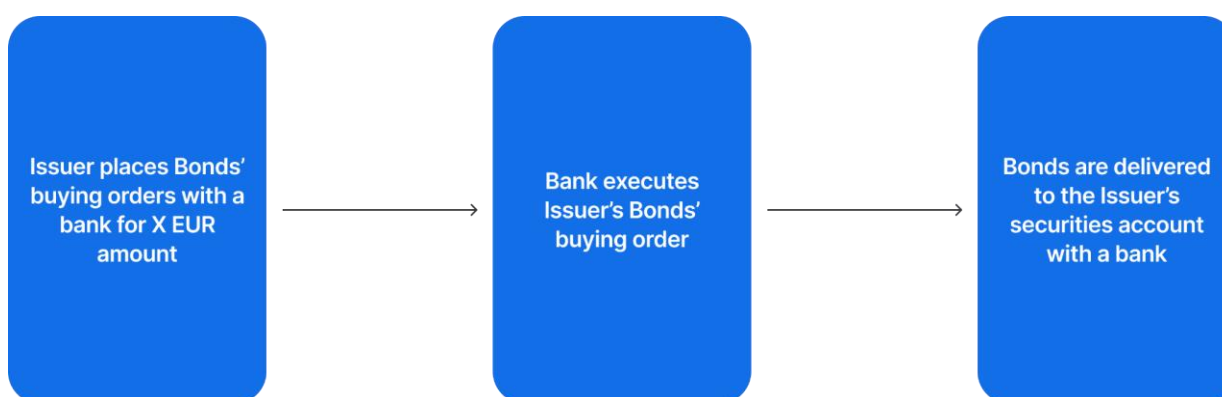 Issuer places Bonds’
buying orders with a
bank for X EUR
amount
Bank executes
Issuer’s Bonds’
buying order
Bonds are delivered
to the Issuer’s
securities account
with a bank